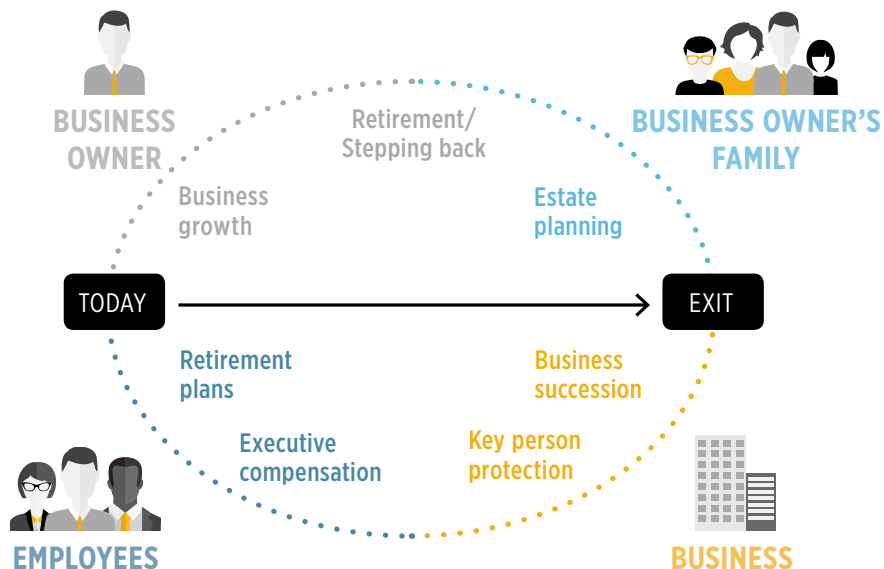 BUSINESS
OWNER
BUSINESS OWNER'S
FAMILY
Retirement/
Stepping back
Business
growth
Estate
planning
TODAY
EXIT
Retirement
plans
Business
succession
Executive
compensation
Key person
protection
EMPLOYEES
BUSINESS